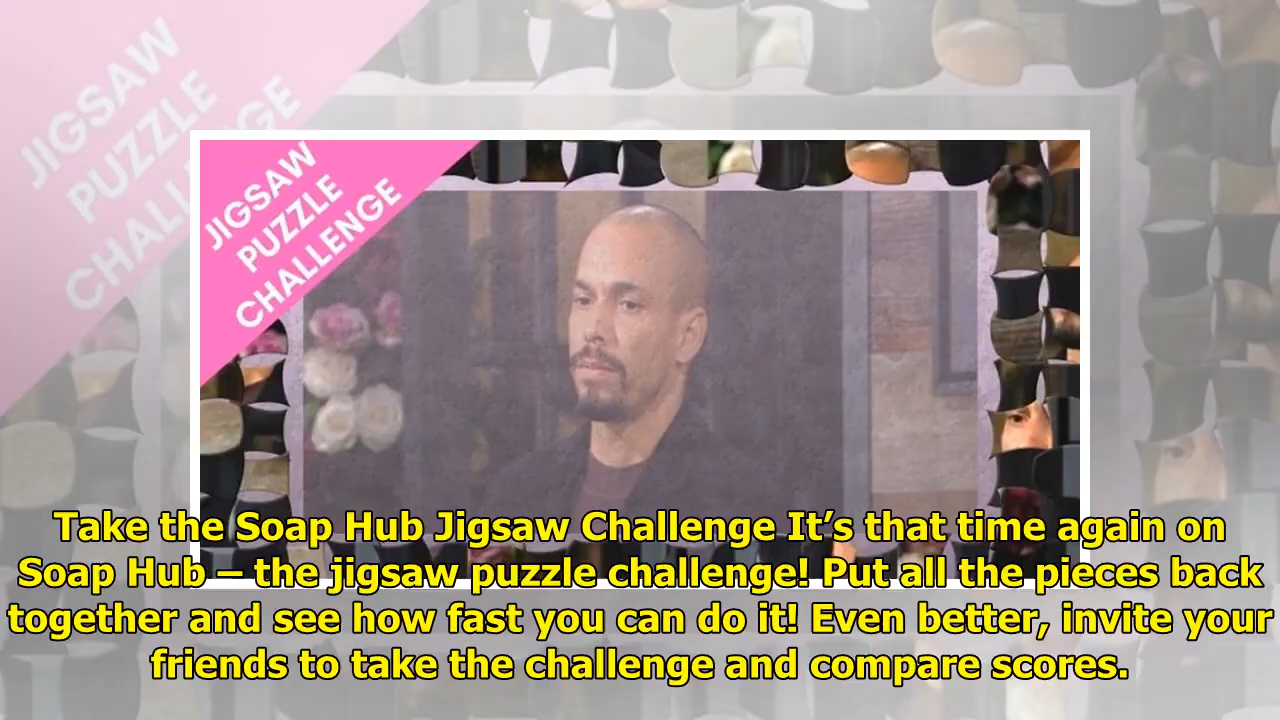 JIGSAW
PUZZLE
CHALLENGE
JIGSAW
PUZZLE
CHALLENGE
Take the Soap Hub Jigsaw Challenge It’s that time again on
Soap Hub – the jigsaw puzzle challenge! Put all the pieces back
together and see how fast you can do it! Even better, invite your
friends to take the challenge and compare scores.